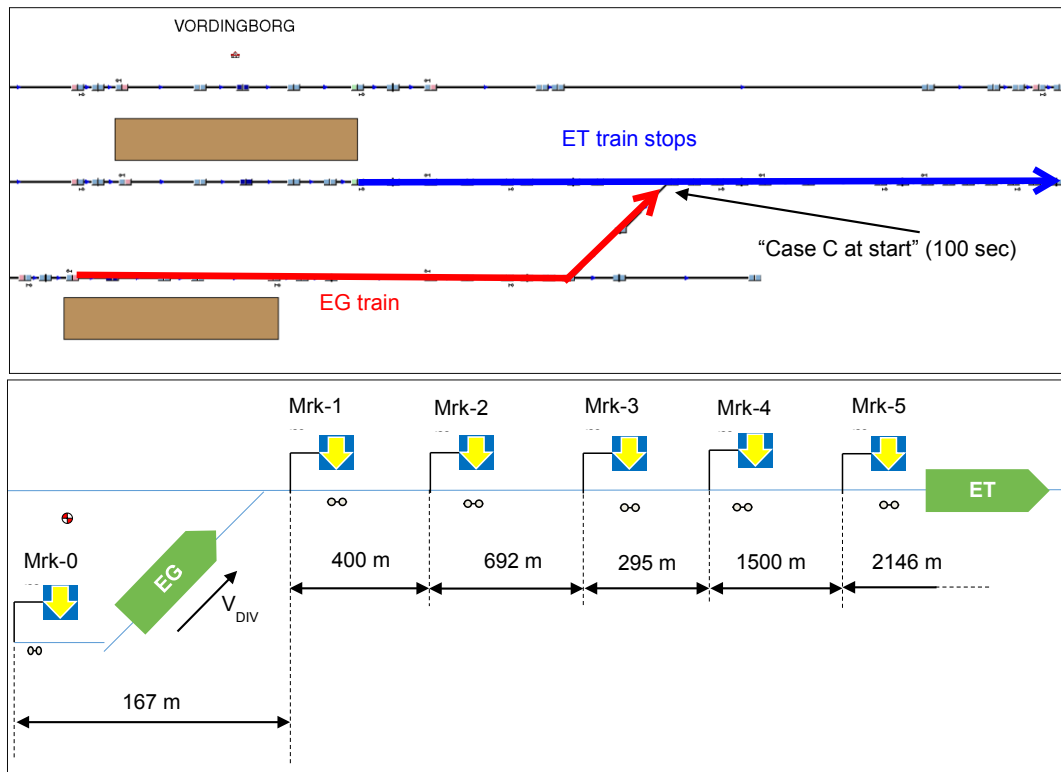 VORDINGBORG
ET train stops
“Case C at start” (100 sec)
EG train
Mrk-1
Mrk-2
Mrk-3
Mrk-4
Mrk-5
ET
Mrk-0
EG
400 m
692 m
295 m
1500 m
2146 m
V DIV
167 m